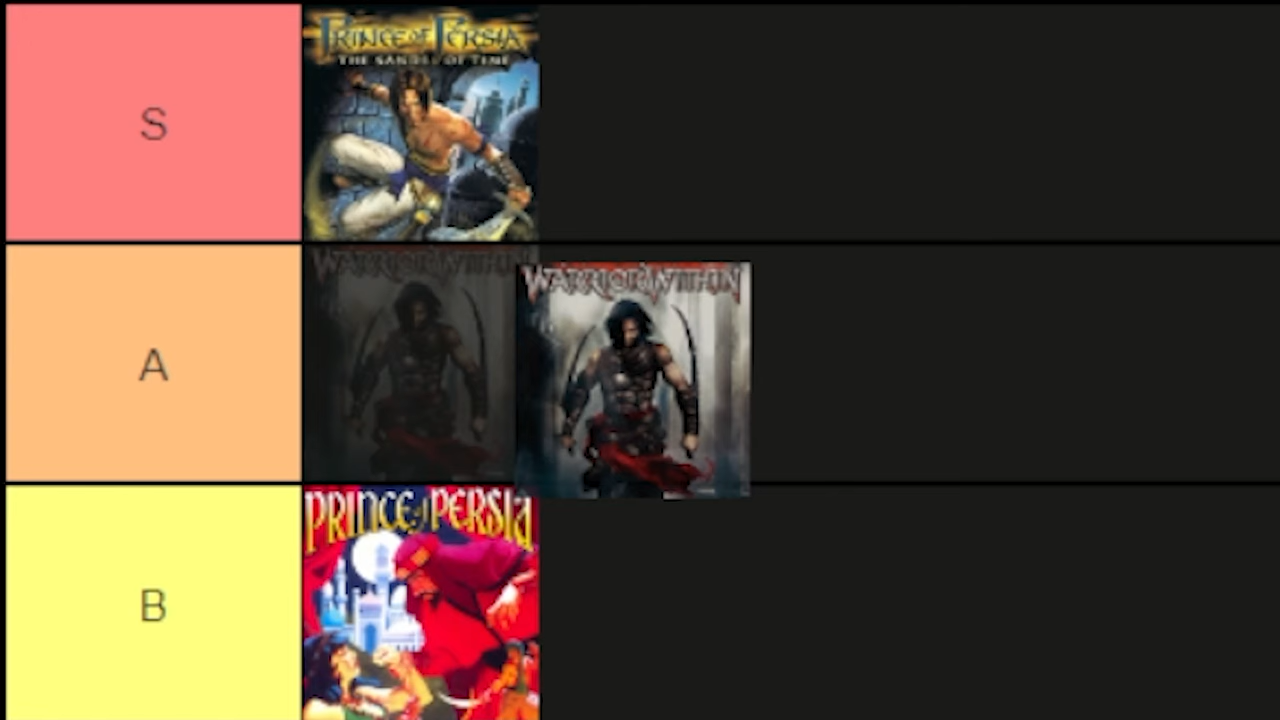 S
PRINCE OF PERSIA
THE SANDS OF TIME
A
WARRIOR WITHIN
WARRIOR WITHIN
B
PRINCE of PERSIA